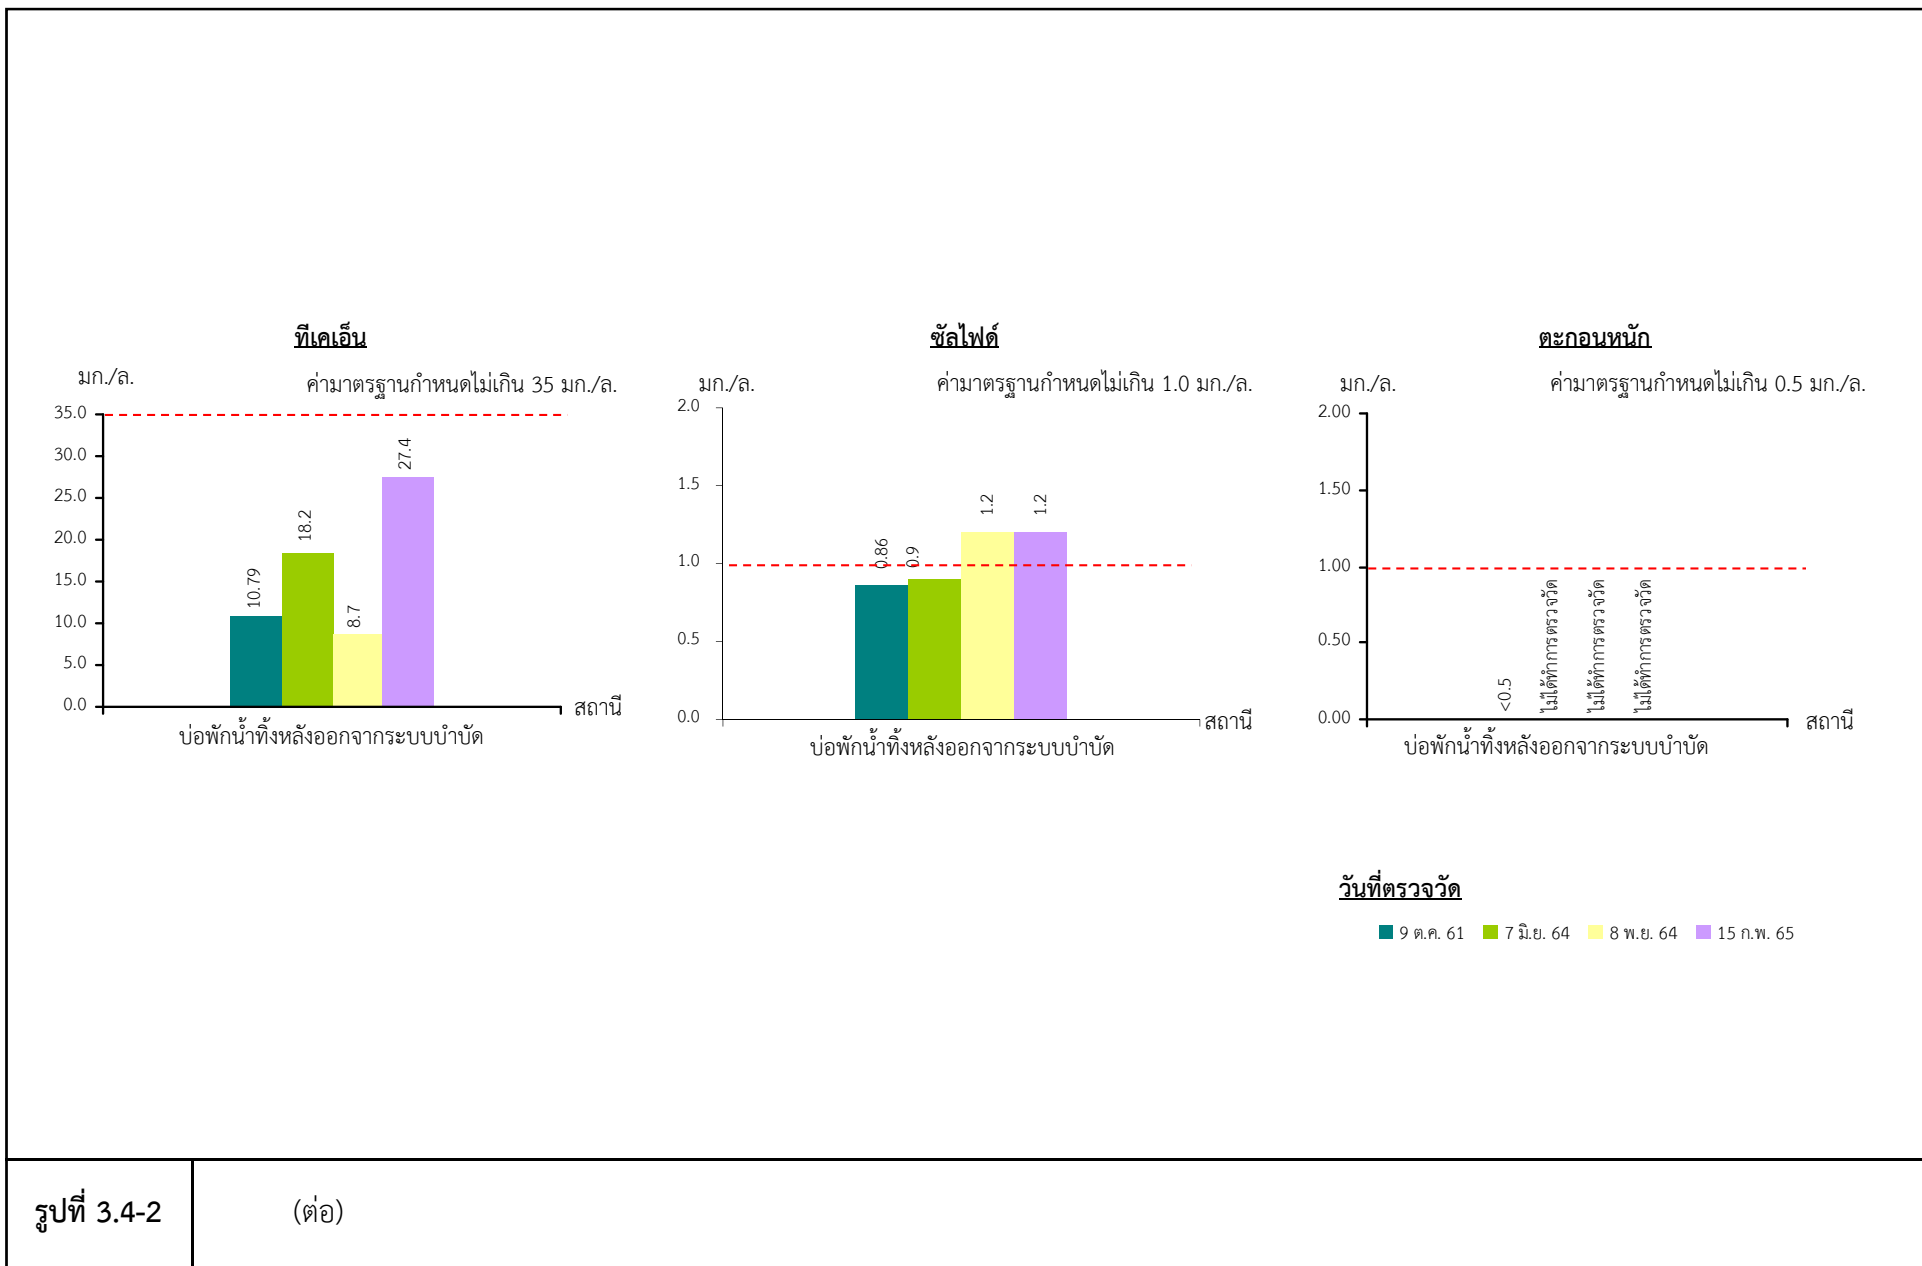 ทีเคเอ็น
มก./ล.
ค่ามาตรฐานกำหนดไม่เกิน 35 มก./ล.
35.0
30.0
25.0
20.0
15.0
10.0
5.0
0.0
10.79
18.2
8.7
27.4
สถานี
บ่อพักน้ำทิ้งหลังออกจากระบบบำบัด
ซัลไฟด์
มก./ล.
ค่ามาตรฐานกำหนดไม่เกิน 1.0 มก./ล.
2.0
1.5
1.0
0.5
0.0
0.86
0.9
1.2
1.2
สถานี
บ่อพักน้ำทิ้งหลังออกจากระบบบำบัด
ตะกอนหนัก
มก./ล.
ค่ามาตรฐานกำหนดไม่เกิน 0.5 มก./ล.
2.00
1.50
1.00
0.50
0.00
<0.5
ไม่ได้ทำการตรวจวัด
ไม่ได้ทำการตรวจวัด
ไม่ได้ทำการตรวจวัด
สถานี
บ่อพักน้ำทิ้งหลังออกจากระบบบำบัด
วันที่ตรวจวัด
9 ต.ค. 61 7 มิ.ย. 64 8 พ.ย. 64 15 ก.พ. 65
รูปที่ 3.4-2 (ต่อ)